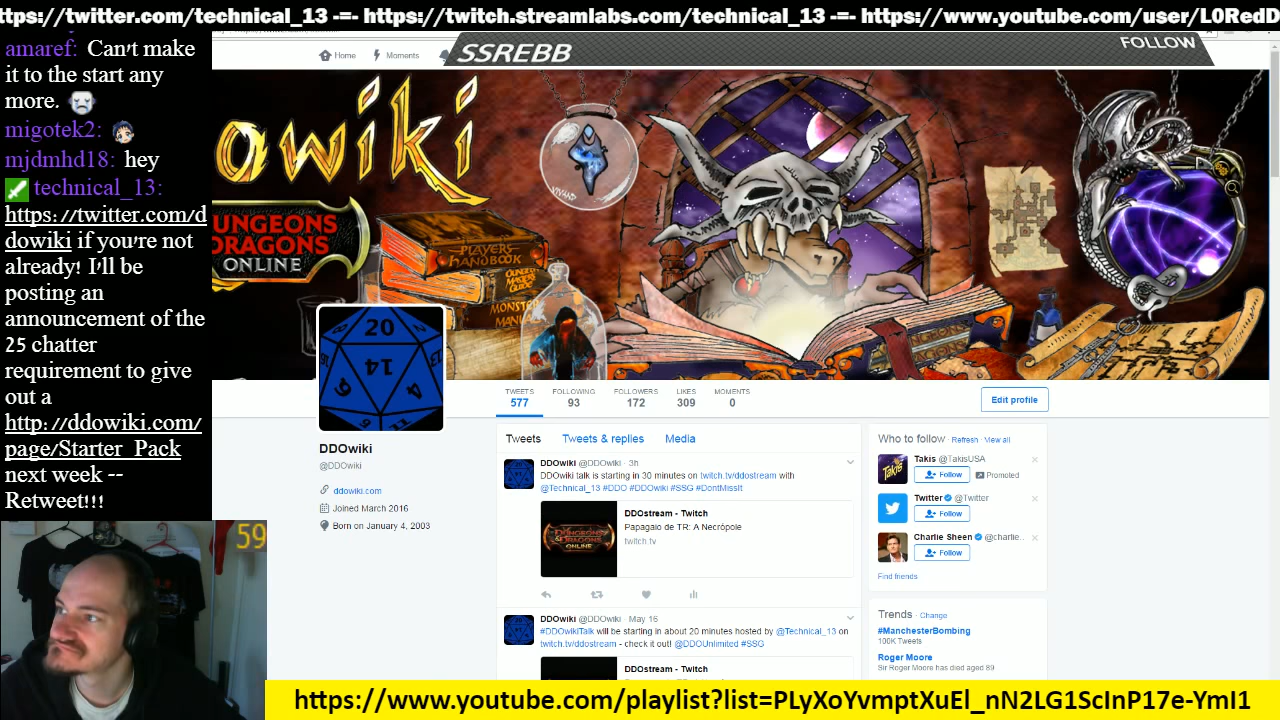 ttps://twitter.com/technical_13 -=- https://twitch.streamlabs.com/technical_13 -=- https://www.youtube.com/user/L0RedD
amaref: Can't make
it to the start any
more.
migotek2:
mjdmhd18: hey
technical_13:
https://twitter.com/d
dowiki if you're not
already! I'll be
posting an
announcement of the
25 chatter
requirement to give
out a
http://ddowiki.com/
page/Starter_Pack
next week --
Retweet!!!
59
Home
Moments
SSREBB
FOLLOW
owiki
UNGEONS
DRAGONS
ONLINE
PLAYERS
HANDBOOK
DUNGEON
MASTERS
GUIDE
MONSTER
MANU
20
14
TWEETS
577
FOLLOWING
93
FOLLOWERS
172
LIKES
309
MOMENTS
0
Edit profile
DDOwiki
@DDOwiki
ddowiki.com
Joined March 2016
Born on January 4, 2003
Tweets
Tweets & replies
Media
DDOwiki @DDOwiki · 3h
DDOwiki talk is starting in 30 minutes on twitch.tv/ddostream with
@Technical_13 #DDO #DDOwiki #SSG #DontMissIt
DUNGEONS
DRAGONS
ONLINE
DDOstream - Twitch
Papagaio de TR: A Necrópole
twitch.tv
DDOwiki @DDOwiki · May 16
#DDOwikiTalk will be starting in about 20 minutes hosted by @Technical_13 on
twitch.tv/ddostream - check it out! @DDOUnlimited #SSG
DDOstream - Twitch
Who to follow · Refresh · View all
Takis @TakisUSA
Follow
Promoted
Twitter @Twitter
Follow
Charlie Sheen @charlie..
Follow
Find friends
Trends · Change
#ManchesterBombing
100K Tweets
Roger Moore
Sir Roger Moore has died aged 89
https://www.youtube.com/playlist?list=PLyXoYvmptXuEl_nN2LG1ScInP17e-YmI1